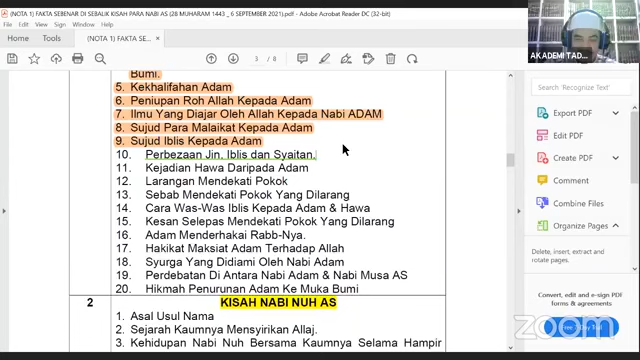 (NOTA 1) FAKTA SEBENAR DI SEBALIK KISAH PARA NABI AS (28 MUHARAM 1443 _ 6 SEPTEMBER 2021).pdf - Adobe Acrobat Reader DC (32-bit)
File Edit View Sign Window Help
Home Tools (NOTA 1) FAKTA SE... ×
3 / 8
AKADEMI TAD...
Bumi.
5. Kekhalifahan Adam
6. Peniupan Roh Allah Kepada Adam
7. Ilmu Yang Diajar Oleh Allah Kepada Nabi ADAM
8. Sujud Para Malaikat Kepada Adam
9. Sujud Iblis Kepada Adam
10. Perbezaan Jin, Iblis dan Syaitan.
11. Kejadian Hawa Daripada Adam
12. Larangan Mendekati Pokok
13. Sebab Mendekati Pokok Yang Dilarang
14. Cara Was-Was Iblis Kepada Adam & Hawa
15. Kesan Selepas Mendekati Pokok Yang Dilarang
16. Adam Menderhakai Rabb-Nya.
17. Hakikat Maksiat Adam Terhadap Allah
18. Syurga Yang Didiami Oleh Nabi Adam
19. Perdebatan Di Antara Nabi Adam & Nabi Musa AS
20. Hikmah Penurunan Adam Ke Muka Bumi
2 KISAH NABI NUH AS
1. Asal Usul Nama
2. Sejarah Kaumnya Mensyirikan Allaj.
3. Kehidupan Nabi Nuh Bersama Kaumnya Selama Hampir
Search 'Recognize Text'
Export PDF
Edit PDF
Create PDF
Comment
Combine Files
Organize Pages
Delete, insert, extract and rotate pages.
Convert, edit and e-sign PDF forms & agreements
Free 7-Day Trial
zoom